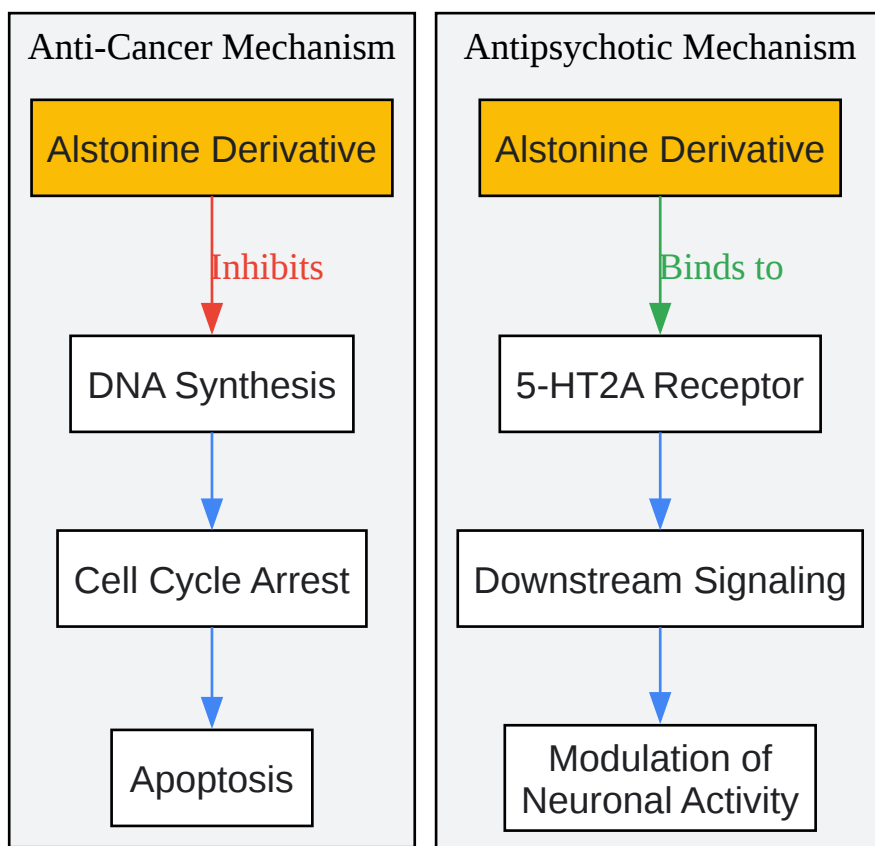 Anti-Cancer Mechanism
Alstonine Derivative
Inhibits
DNA Synthesis
Cell Cycle Arrest
Apoptosis
Antipsychotic Mechanism
Alstonine Derivative
Binds to
5-HT2A Receptor
Downstream Signaling
Modulation of
Neuronal Activity